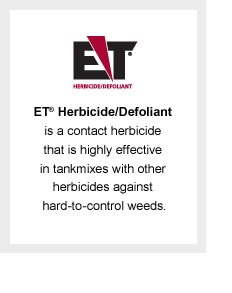 ET®
HERBICIDE/DEFOLIANT
ET® Herbicide/Defoliant
is a contact herbicide
that is highly effective
in tankmixes with other
herbicides against
hard-to-control weeds.